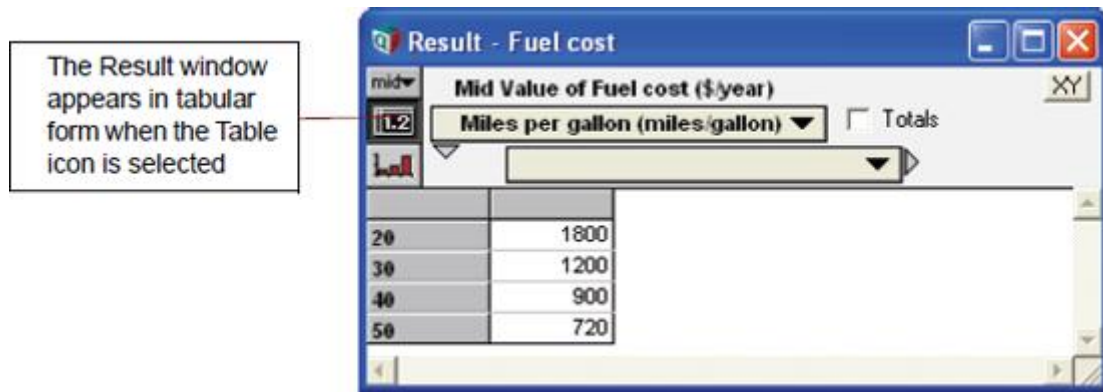 The Result window
appears in tabular
form when the Table
icon is selected
Result - Fuel cost
mid
Mid Value of Fuel cost ($/year)
XY
1.2
Miles per gallon (miles/gallon)
Totals
20 1800
30 1200
40 900
50 720